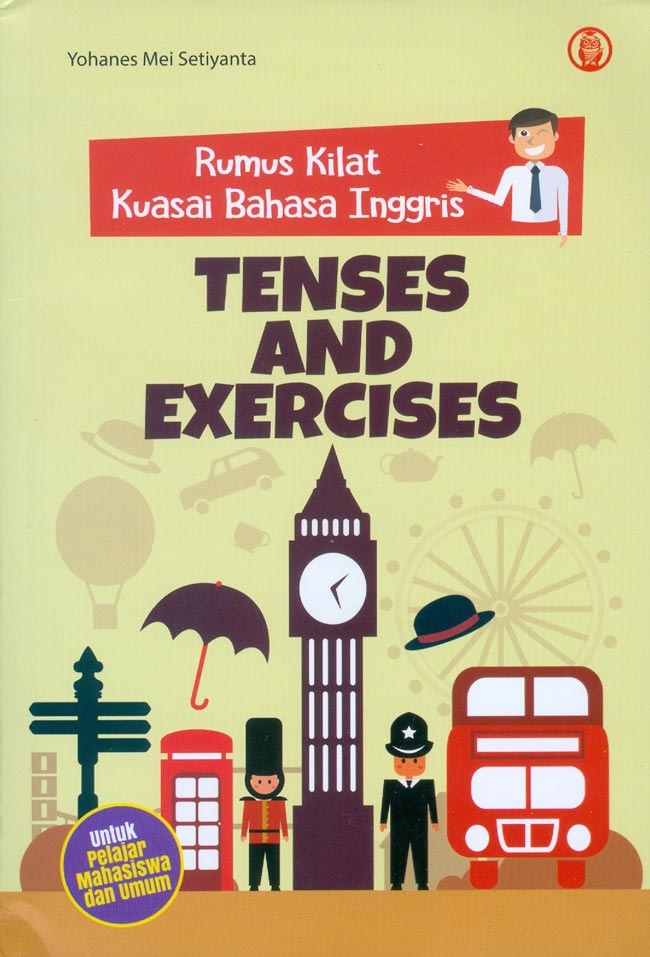 Yohanes Mei Setiyanta
Rumus Kilat
Kuasai Bahasa Inggris
TENSES
AND
EXERCISES
Untuk
Pelajar
Mahasiswa
dan Umum